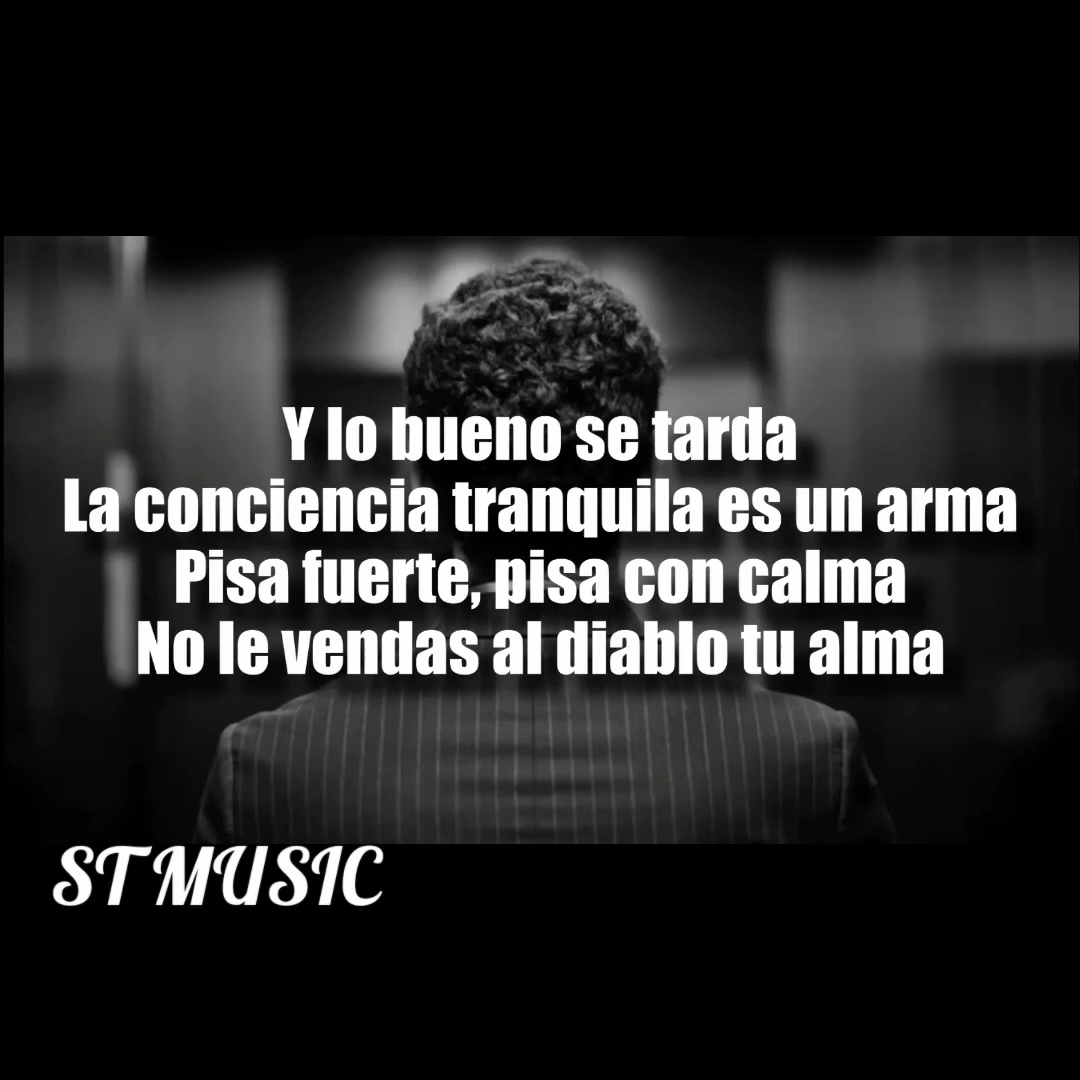 Y lo bueno se tarda
La conciencia tranquila es un arma
Pisa fuerte, pisa con calma
No le vendas al diablo tu alma
ST MUSIC